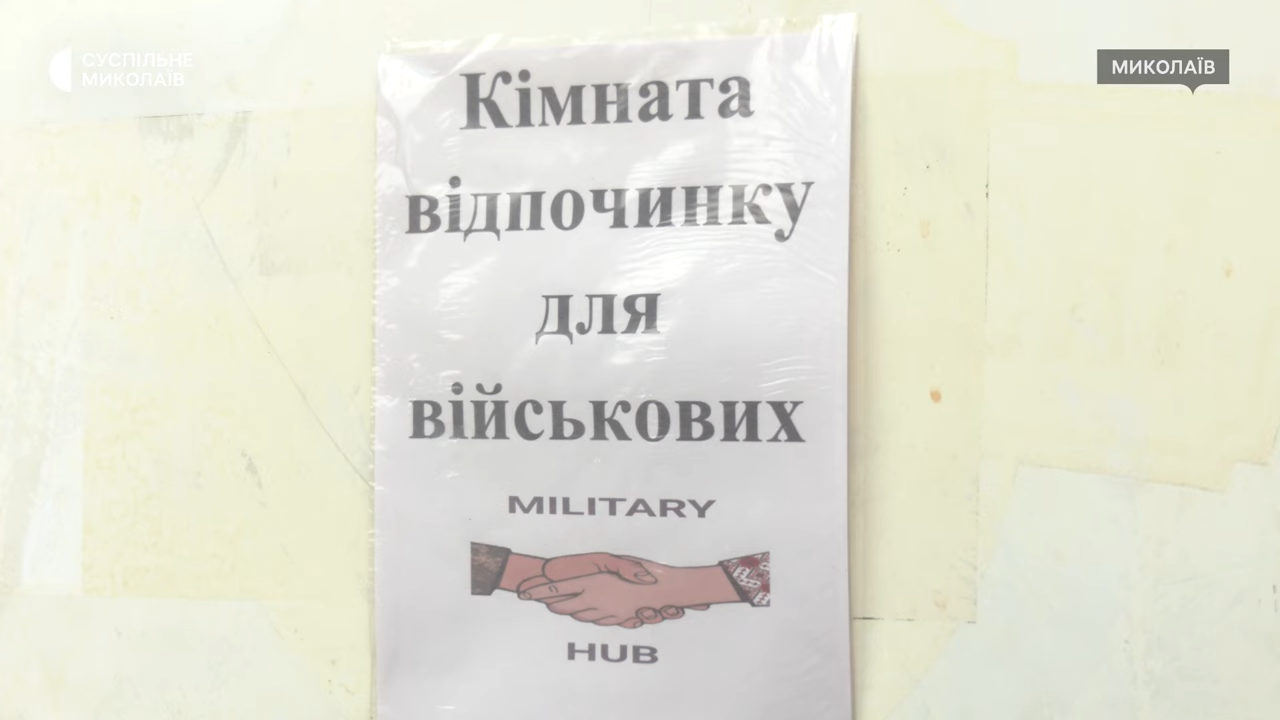 СУСПІЛЬНЕ
МИКОЛАЇВ
МИКОЛАЇВ
Кімната
відпочинку
для
військових
MILITARY
HUB